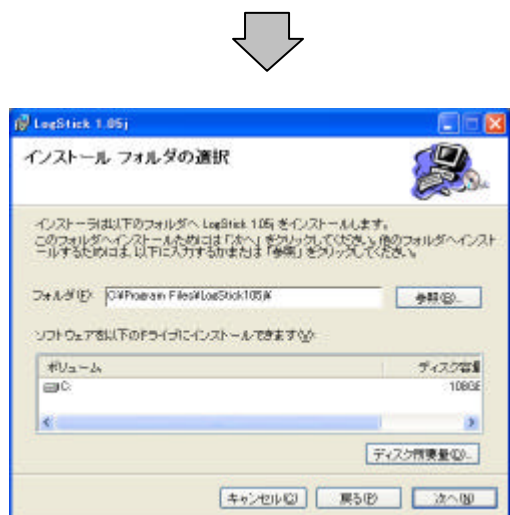 LogStick 1.05j
インストール フォルダの選択
インストーラは以下のフォルダへ LogStick 1.05j をインストールします。
このフォルダへインストールするためには「次へ」をクリックしてください。他のフォルダへインスト
ールするためには、以下に入力するかまたは「参照」をクリックしてください。
フォルダ(F): C:¥Program Files¥LogStick105j¥ 参照(R)...
ソフトウェアを以下のドライブにインストールできます(V):
ボリューム ディスク容量
C: 108GE
ディスク所要量(D)...
キャンセル(C) 戻る(P) 次へ(N)